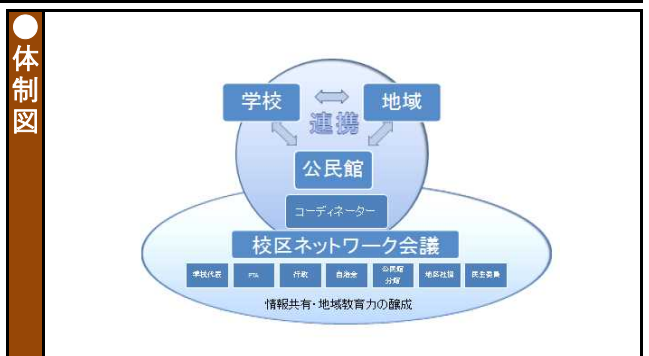 ●体制図
学校
地域
連携
公民館
コーディネーター
校区ネットワーク会議
学校代表
PTA
行政
自治会
公民館
分館
地区社協
民生委員
情報共有・地域教育力の醸成